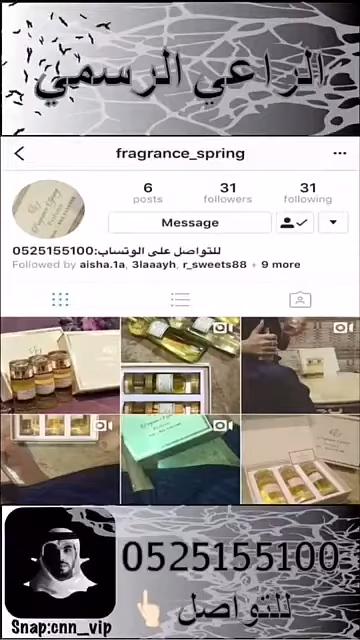 الراعي الرسمي
fragrance_spring
6
31
31
posts
followers
following
Message
للتواصل على الوتساب:0525155100
Followed by aisha.1a, 3laaayh, r_sweets88 + 9 more
0525155100
للتواصل
Snap:cnn_vip